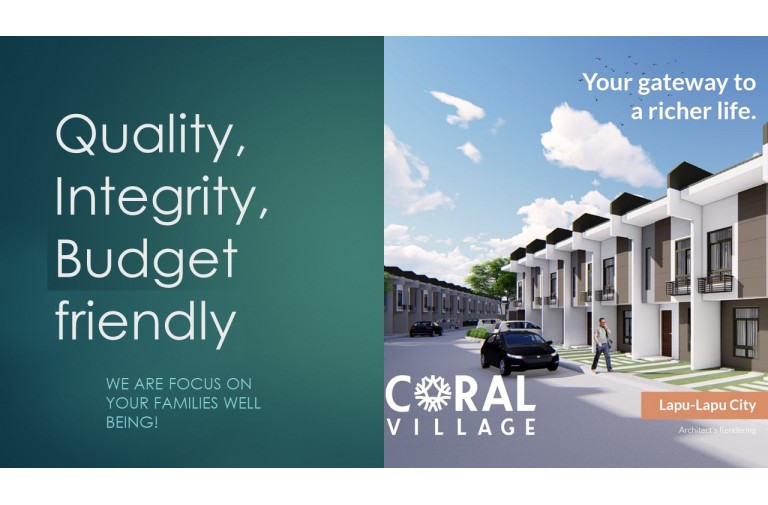 Quality,
Integrity,
Budget
friendly
WE ARE FOCUS ON
YOUR FAMILIES WELL
BEING!
Your gateway to
a richer life.
CORAL
VILLAGE
Lapu-Lapu City
Architect's Rendering